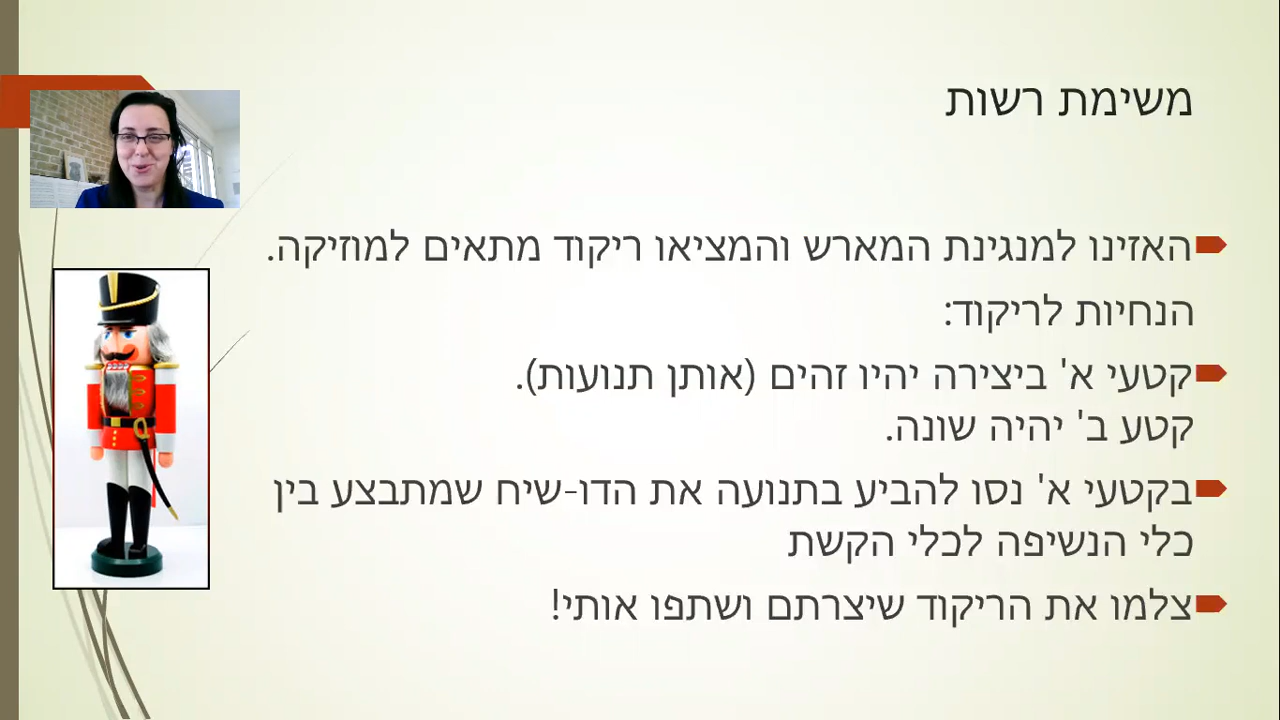 משימת רשות
האזינו למנגינת המארש והמציאו ריקוד מתאים למוזיקה.
הנחיות לריקוד:
קטעי א' ביצירה יהיו זהים (אותן תנועות).
קטע ב' יהיה שונה.
בקטעי א' נסו להביע בתנועה את הדו-שיח שמתבצע בין
כלי הנשיפה לכלי הקשת
צלמו את הריקוד שיצרתם ושתפו אותי!